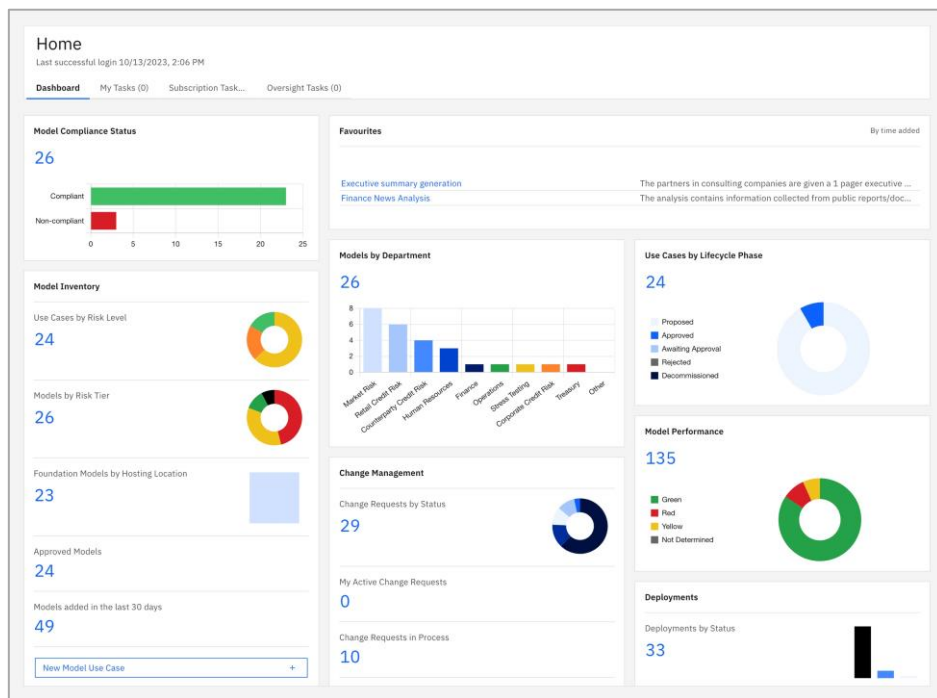 Home
Last successful login 10/13/2023, 2:06 PM
Dashboard My Tasks (0) Subscription Task... Oversight Tasks (0)
Model Compliance Status
26
Compliant
Non-compliant
0 5 10 15 20 25
Favourites By time added
Executive summary generation The partners in consulting companies are given a 1 pager executive ...
Finance News Analysis The analysis contains information collected from public reports/doc...
Model Inventory
Use Cases by Risk Level
24
Models by Risk Tier
26
Foundation Models by Hosting Location
23
Approved Models
24
Models added in the last 30 days
49
New Model Use Case +
Models by Department
26
8
6
4
2
0
Market Risk
Retail Credit Risk
Counterparty Credit Risk
Human Resources
Finance
Operations
Stress Testing
Corporate Credit Risk
Treasury
Other
Change Management
Change Requests by Status
29
My Active Change Requests
0
Change Requests in Process
10
Use Cases by Lifecycle Phase
24
Proposed
Approved
Awaiting Approval
Rejected
Decommissioned
Model Performance
135
Green
Red
Yellow
Not Determined
Deployments
Deployments by Status
33